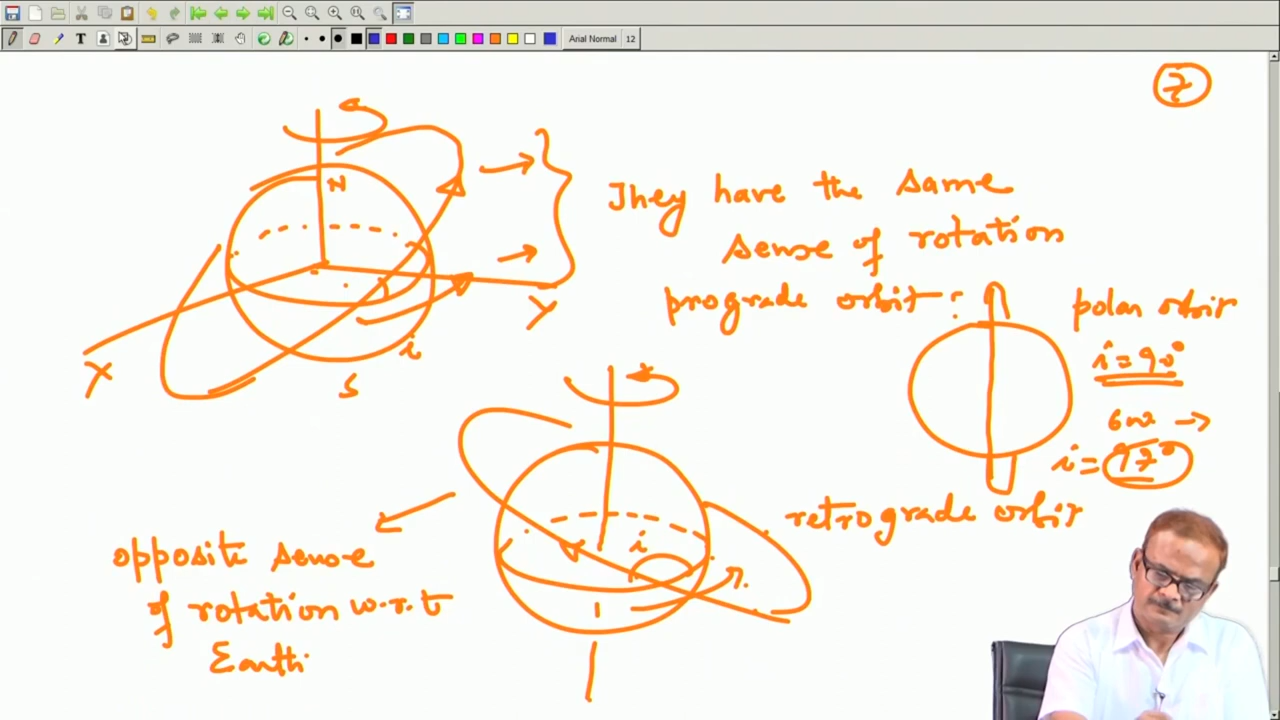 Arial Normal 12
7
N
They have the same
sense of rotation
prograde orbit :
X
Y
i
S
polar orbit
i=90°
i= 97°
retrograde orbit
i
opposite sense
of rotation w.r.t
Earth